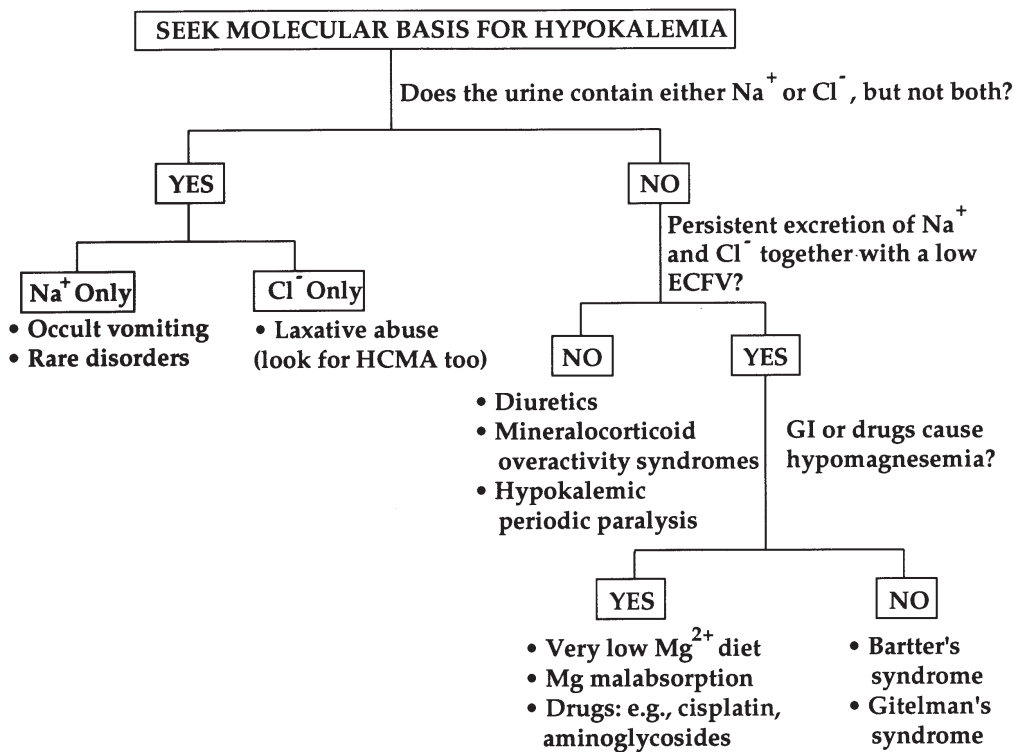 SEEK MOLECULAR BASIS FOR HYPOKALEMIA
Does the urine contain either Na⁺ or Cl⁻, but not both?
YES
NO
Persistent excretion of Na⁺
and Cl⁻ together with a low
ECFV?
Na⁺ Only
Cl⁻ Only
• Occult vomiting
• Rare disorders
• Laxative abuse
(look for HCMA too)
NO
YES
• Diuretics
• Mineralocorticoid
overactivity syndromes
• Hypokalemic
periodic paralysis
GI or drugs cause
hypomagnesemia?
YES
NO
• Very low Mg²⁺ diet
• Mg malabsorption
• Drugs: e.g., cisplatin,
aminoglycosides
• Bartter's
syndrome
• Gitelman's
syndrome